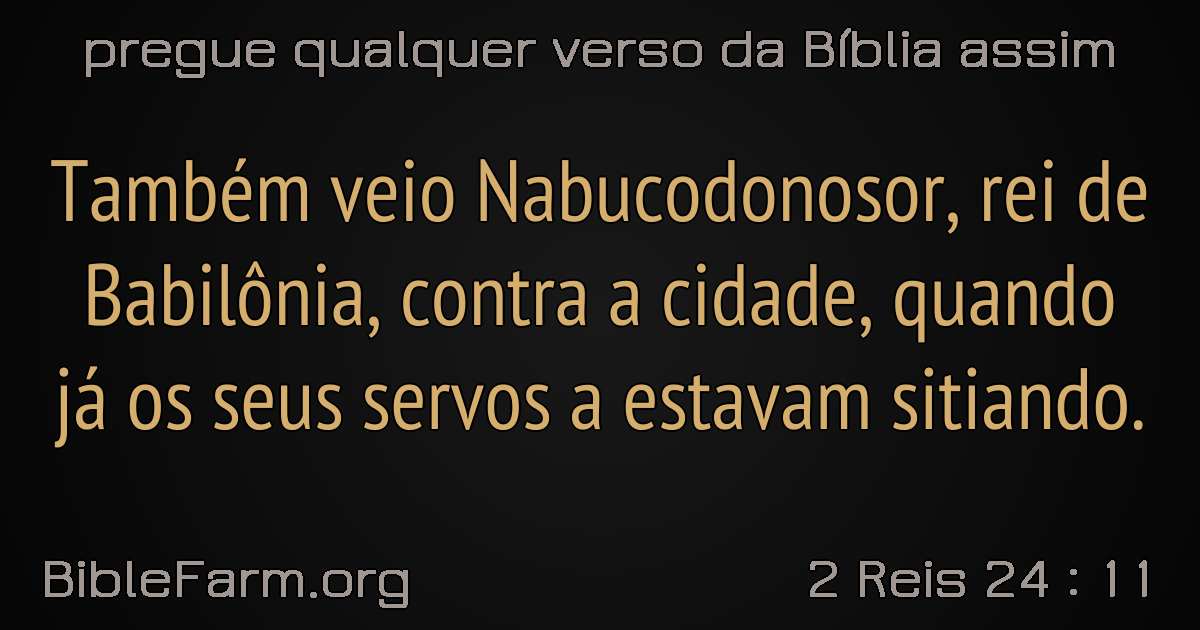 pregue qualquer verso da Bíblia assim
Também veio Nabucodonosor, rei de
Babilônia, contra a cidade, quando
já os seus servos a estavam sitiando.
BibleFarm.org
2 Reis 24 : 11